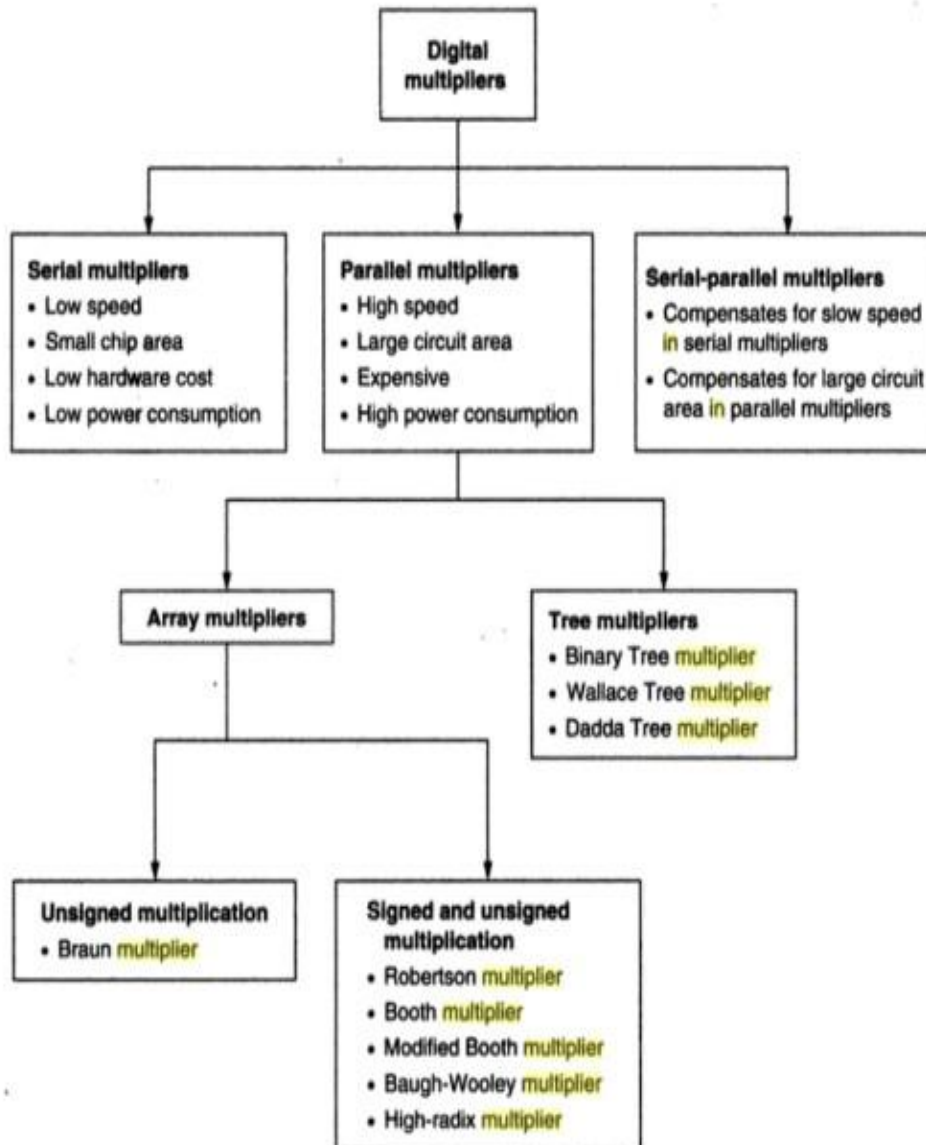 Digital
multipliers
Serial multipliers
• Low speed
• Small chip area
• Low hardware cost
• Low power consumption
Parallel multipliers
• High speed
• Large circuit area
• Expensive
• High power consumption
Serial-parallel multipliers
• Compensates for slow speed
in serial multipliers
• Compensates for large circuit
area in parallel multipliers
Array multipliers
Tree multipliers
• Binary Tree multiplier
• Wallace Tree multiplier
• Dadda Tree multiplier
Unsigned multiplication
• Braun multiplier
Signed and unsigned
multiplication
• Robertson multiplier
• Booth multiplier
• Modified Booth multiplier
• Baugh-Wooley multiplier
• High-radix multiplier